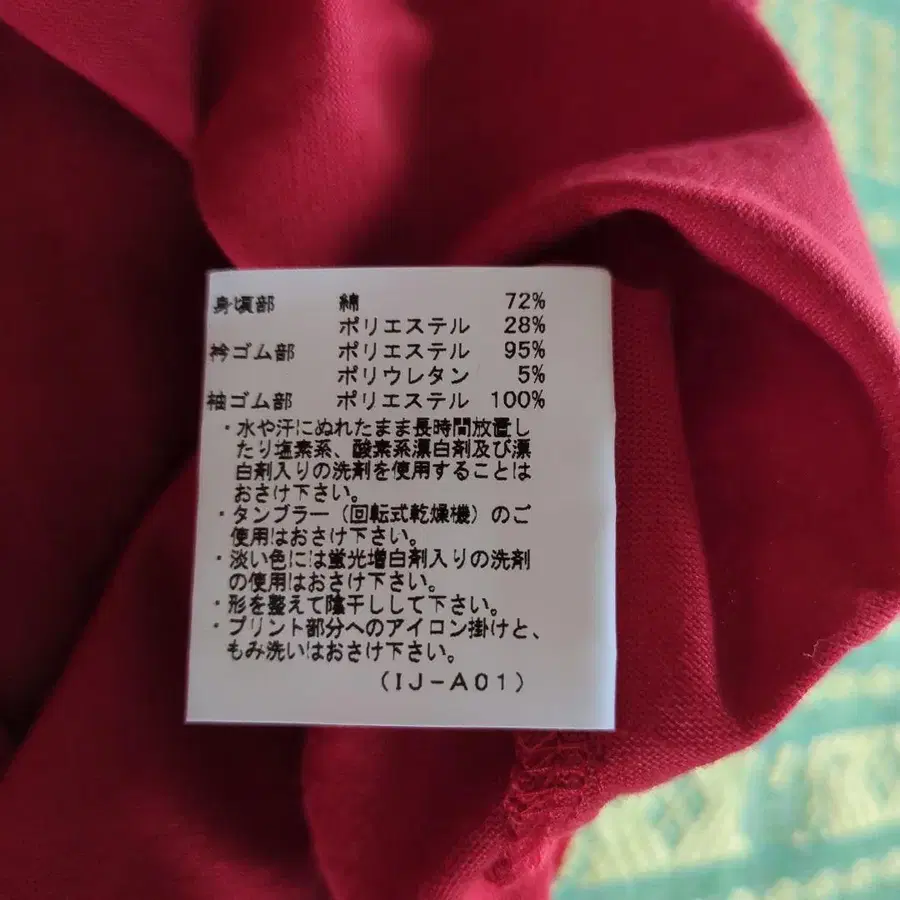 身頃部 綿 72%
ポリエステル 28%
衿ゴム部 ポリエステル 95%
ポリウレタン 5%
袖ゴム部 ポリエステル 100%
・水や汗にぬれたまま長時間放置し
たり塩素系、酸素系漂白剤及び漂
白剤入りの洗剤を使用することは
おさけ下さい。
・タンブラー（回転式乾燥機）のご
使用はおさけ下さい。
・淡い色には蛍光増白剤入りの洗剤
の使用はおさけ下さい。
・形を整えて陰干しして下さい。
・プリント部分へのアイロン掛けと、
もみ洗いはおさけ下さい。
(IJ-A01)